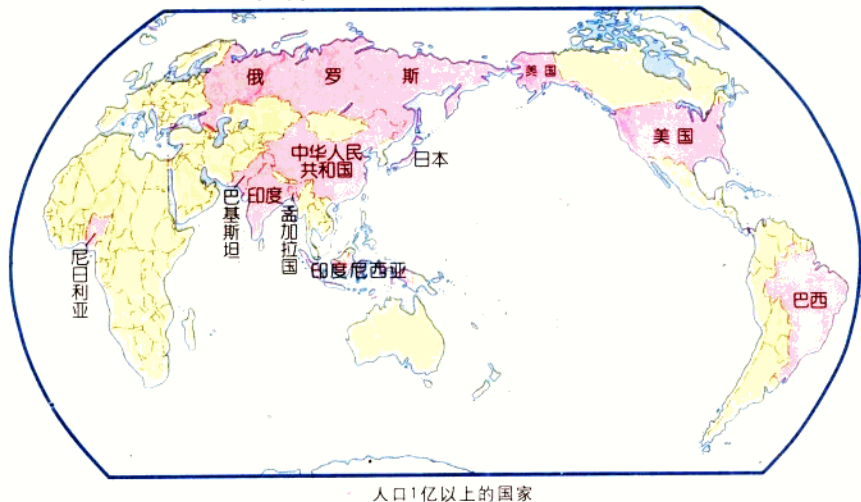 俄 罗 斯
美 国
美 国
中华人民
共和国
日本
巴基斯坦
印度
孟加拉国
尼日利亚
印度尼西亚
巴西
人口1亿以上的国家